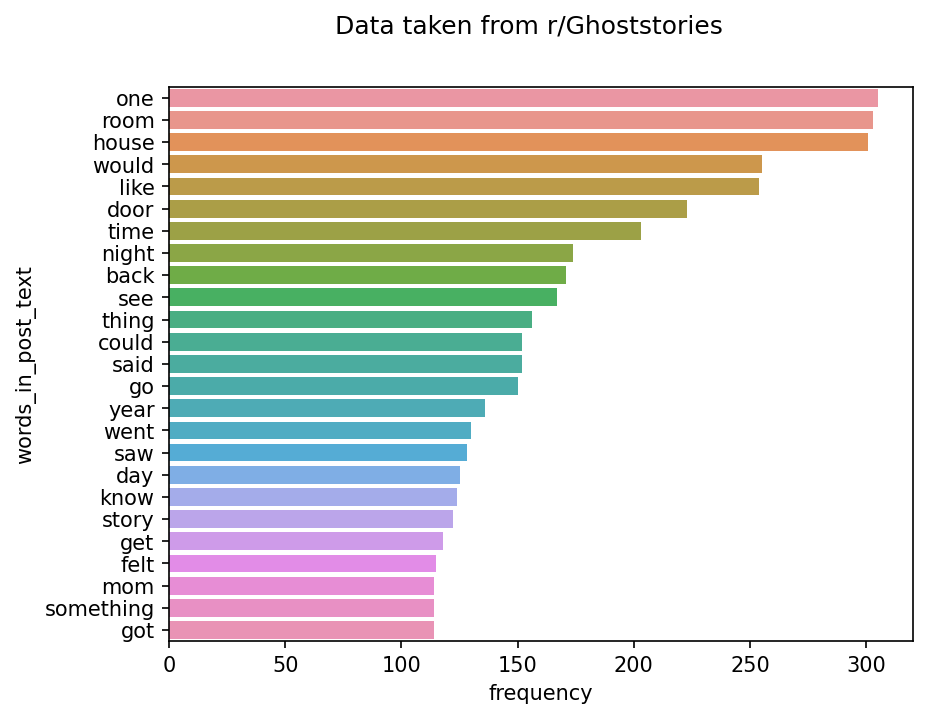 Data taken from r/Ghoststories
words_in_post_text
one
room
house
would
like
door
time
night
back
see
thing
could
said
go
year
went
saw
day
know
story
get
felt
mom
something
got
0 50 100 150 200 250 300
frequency